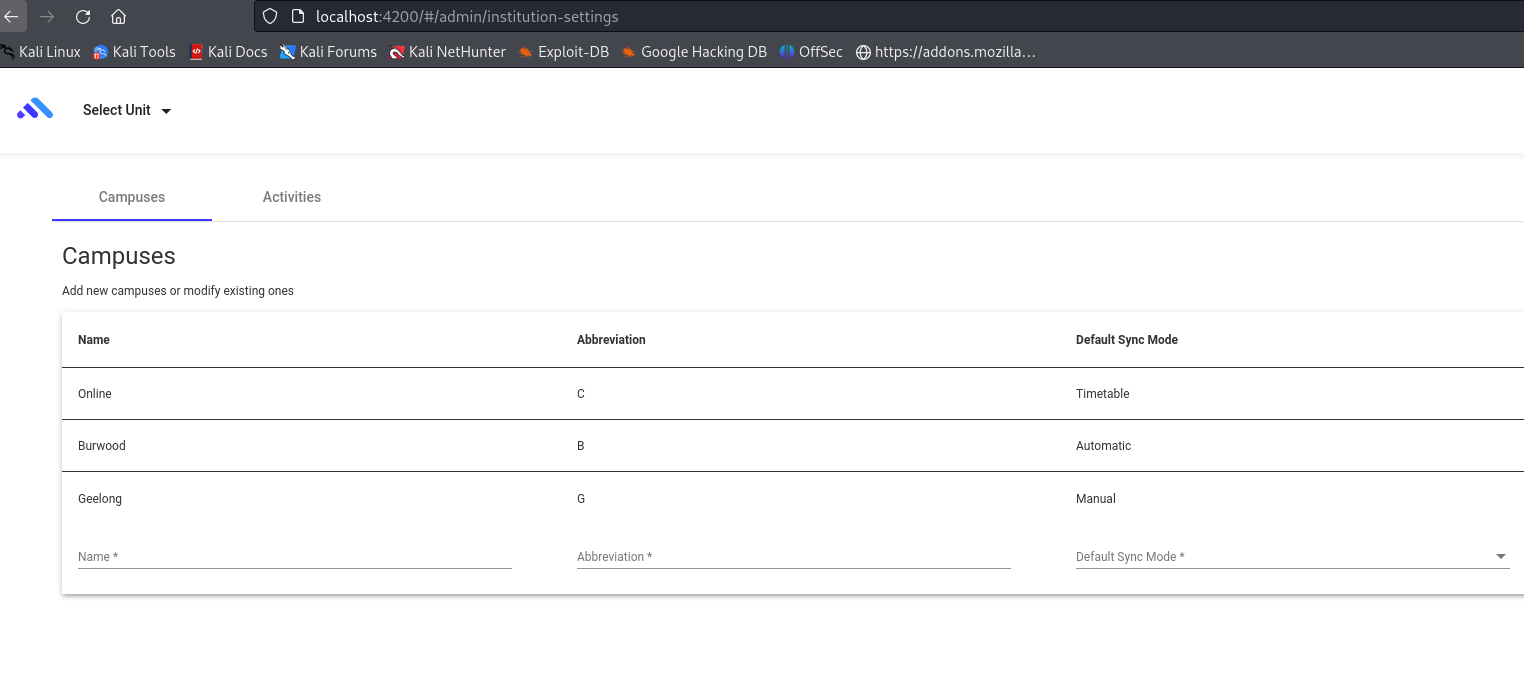 localhost:4200/#/admin/institution-settings
Kali Linux Kali Tools Kali Docs Kali Forums Kali NetHunter Exploit-DB Google Hacking DB OffSec https://addons.mozilla...
Select Unit
Campuses Activities
Campuses
Add new campuses or modify existing ones
Name Abbreviation Default Sync Mode
Online C Timetable
Burwood B Automatic
Geelong G Manual
Name * Abbreviation * Default Sync Mode *